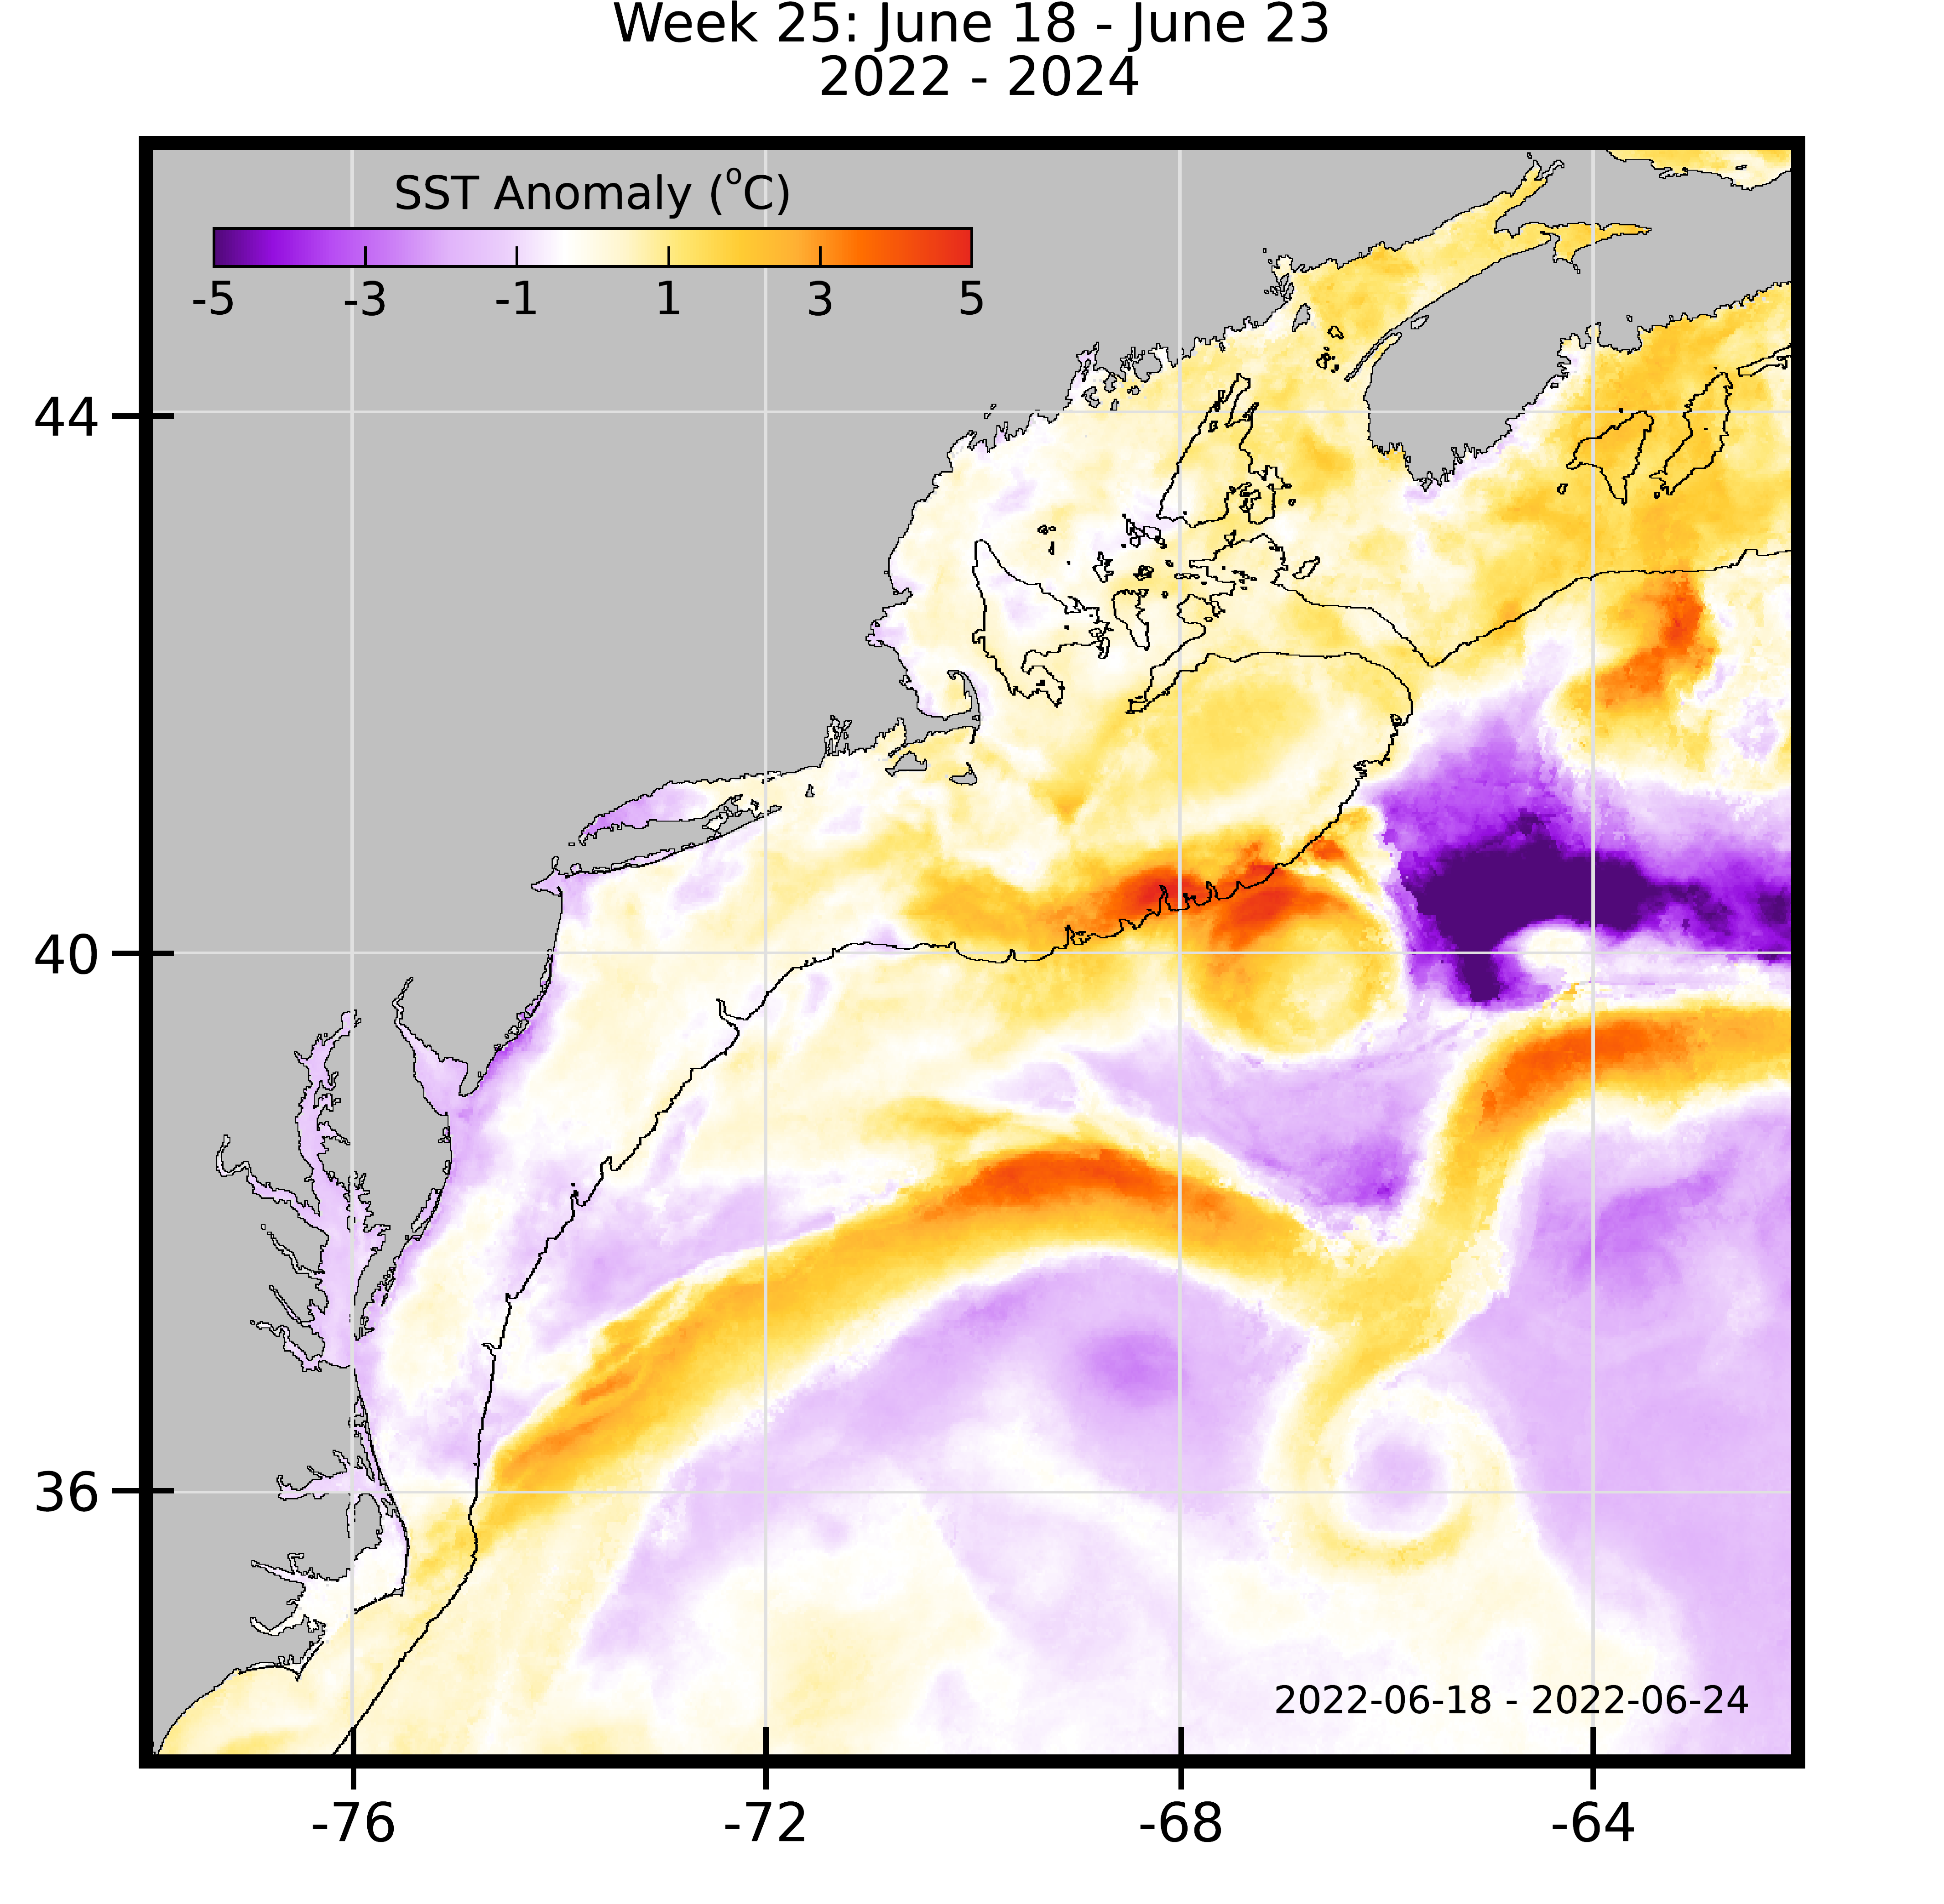 Week 25: June 18 - June 23
2022 - 2024
SST Anomaly (°C)
-5 -3 -1 1 3 5
44
40
36
2022-06-18 - 2022-06-24
-76 -72 -68 -64